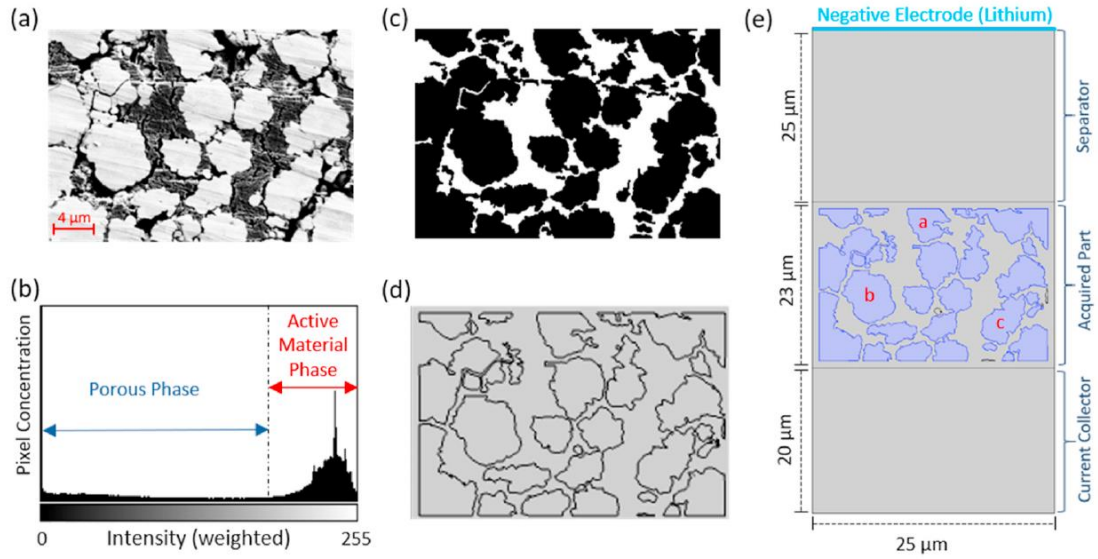 (a)
4 µm
(b)
Pixel Concentration
Porous Phase
Active
Material
Phase
0
255
Intensity (weighted)
(c)
(d)
(e)
Negative Electrode (Lithium)
25 µm
Separator
23 µm
a
b
c
Acquired Part
20 µm
Current Collector
25 µm